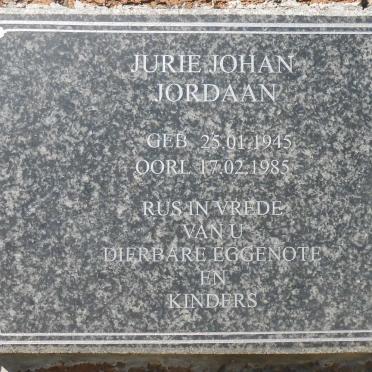 JURIE JOHAN
JORDAAN
GEB 25.01.1945
OORL 17.02.1985
RUS IN VREDE
VAN U
DIERBARE EGGENOTE
EN
KINDERS